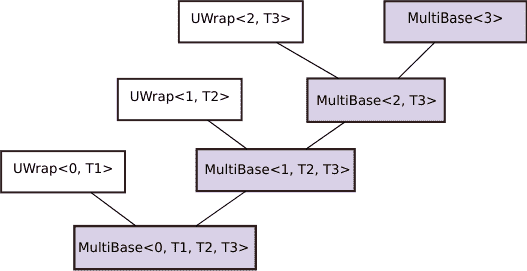 UWrap<2, T3>
MultiBase<3>
UWrap<1, T2>
MultiBase<2, T3>
UWrap<0, T1>
MultiBase<1, T2, T3>
MultiBase<0, T1, T2, T3>